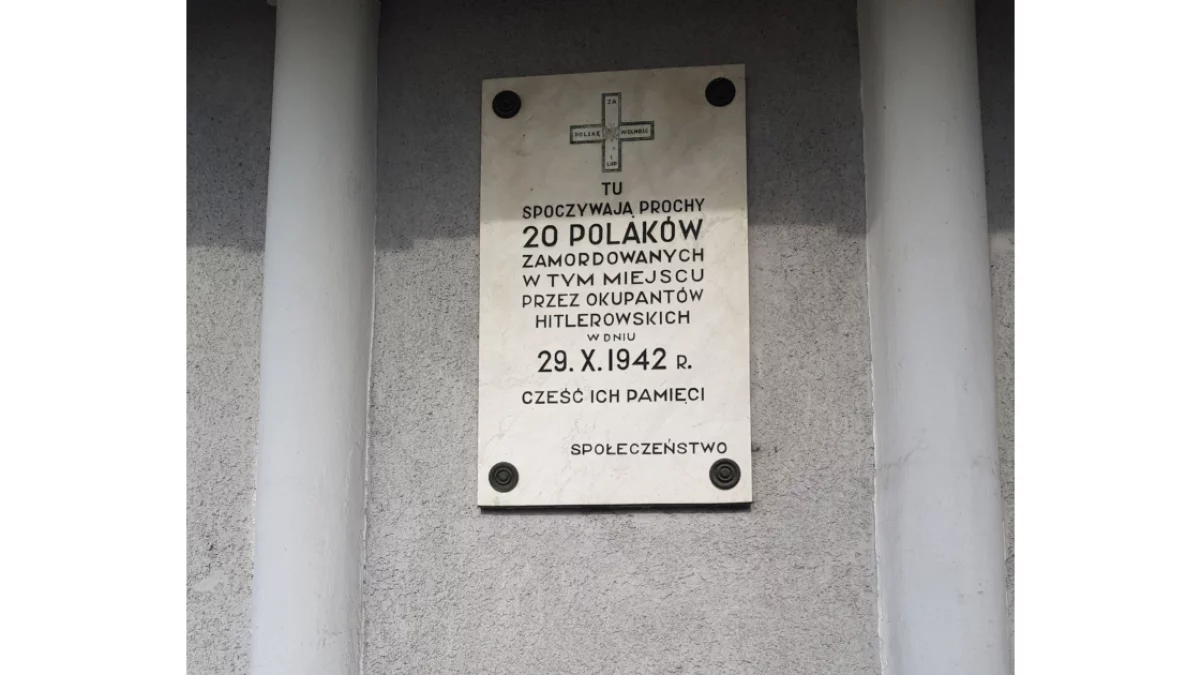 ZA
POLSKĘ WOLNOŚĆ
I
LUD
TU
SPOCZYWAJĄ PROCHY
20 POLAKÓW
ZAMORDOWANYCH
W TYM MIEJSCU
PRZEZ OKUPANTÓW
HITLEROWSKICH
W DNIU
29. X. 1942 R.
CZEŚĆ ICH PAMIĘCI
SPOŁECZEŃSTWO